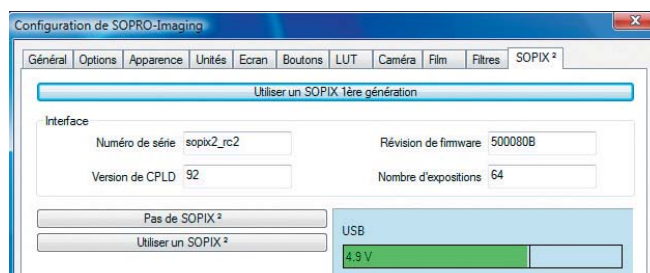 Configuration de SOPRO-Imaging
Général Options Apparence Unités Ecran Boutons LUT Caméra Film Filtres SOPIX ²
Utiliser un SOPIX 1ère génération
Interface
Numéro de série sopix2_rc2 Révision de firmware 500080B
Version de CPLD 92 Nombre d'expositions 64
Pas de SOPIX ²
Utiliser un SOPIX ²
USB
4.9 V